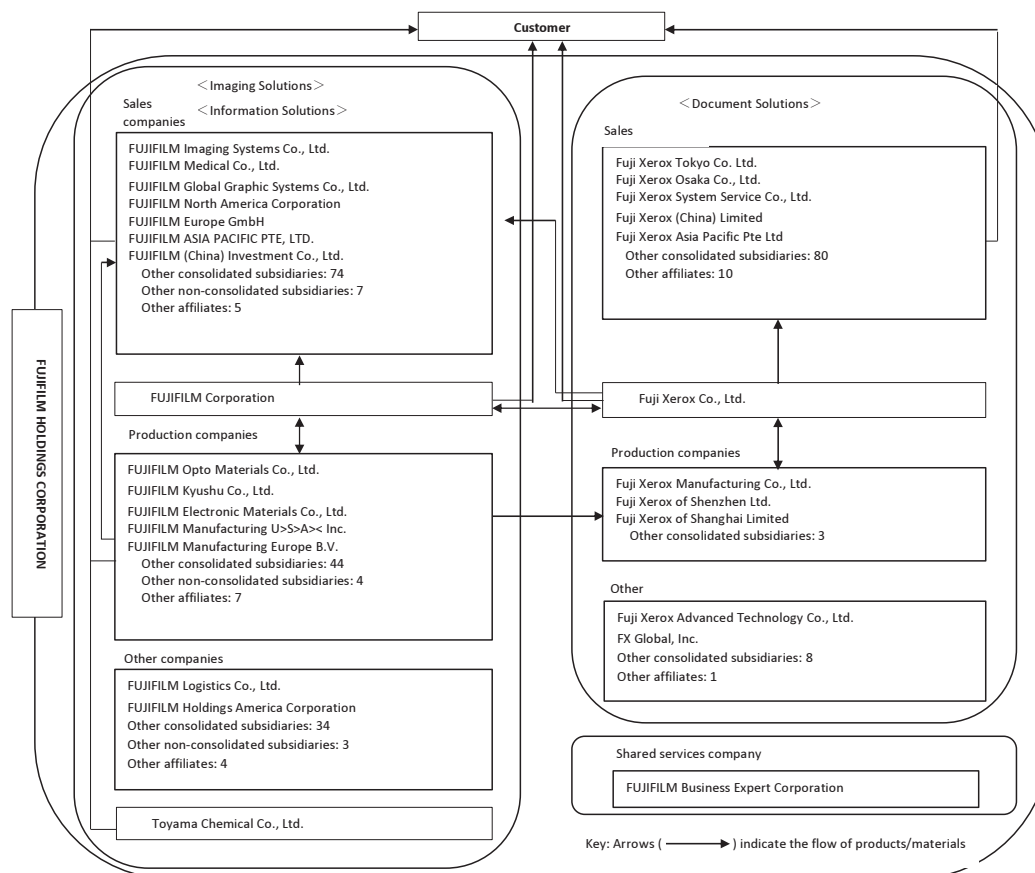 Customer
<Imaging Solutions>
<Information Solutions>
Sales
companies
FUJIFILM Imaging Systems Co., Ltd.
FUJIFILM Medical Co., Ltd.
FUJIFILM Global Graphic Systems Co., Ltd.
FUJIFILM North America Corporation
FUJIFILM Europe GmbH
FUJIFILM ASIA PACIFIC PTE, LTD.
FUJIFILM (China) Investment Co., Ltd.
Other consolidated subsidiaries: 74
Other non-consolidated subsidiaries: 7
Other affiliates: 5
FUJIFILM Corporation
Production companies
FUJIFILM Opto Materials Co., Ltd.
FUJIFILM Kyushu Co., Ltd.
FUJIFILM Electronic Materials Co., Ltd.
FUJIFILM Manufacturing U>S>A>< Inc.
FUJIFILM Manufacturing Europe B.V.
Other consolidated subsidiaries: 44
Other non-consolidated subsidiaries: 4
Other affiliates: 7
Other companies
FUJIFILM Logistics Co., Ltd.
FUJIFILM Holdings America Corporation
Other consolidated subsidiaries: 34
Other non-consolidated subsidiaries: 3
Other affiliates: 4
Toyama Chemical Co., Ltd.
FUJIFILM HOLDINGS CORPORATION
<Document Solutions>
Sales
Fuji Xerox Tokyo Co. Ltd.
Fuji Xerox Osaka Co., Ltd.
Fuji Xerox System Service Co., Ltd.
Fuji Xerox (China) Limited
Fuji Xerox Asia Pacific Pte Ltd
Other consolidated subsidiaries: 80
Other affiliates: 10
Fuji Xerox Co., Ltd.
Production companies
Fuji Xerox Manufacturing Co., Ltd.
Fuji Xerox of Shenzhen Ltd.
Fuji Xerox of Shanghai Limited
Other consolidated subsidiaries: 3
Other
Fuji Xerox Advanced Technology Co., Ltd.
FX Global, Inc.
Other consolidated subsidiaries: 8
Other affiliates: 1
Shared services company
FUJIFILM Business Expert Corporation
Key: Arrows ( ) indicate the flow of products/materials